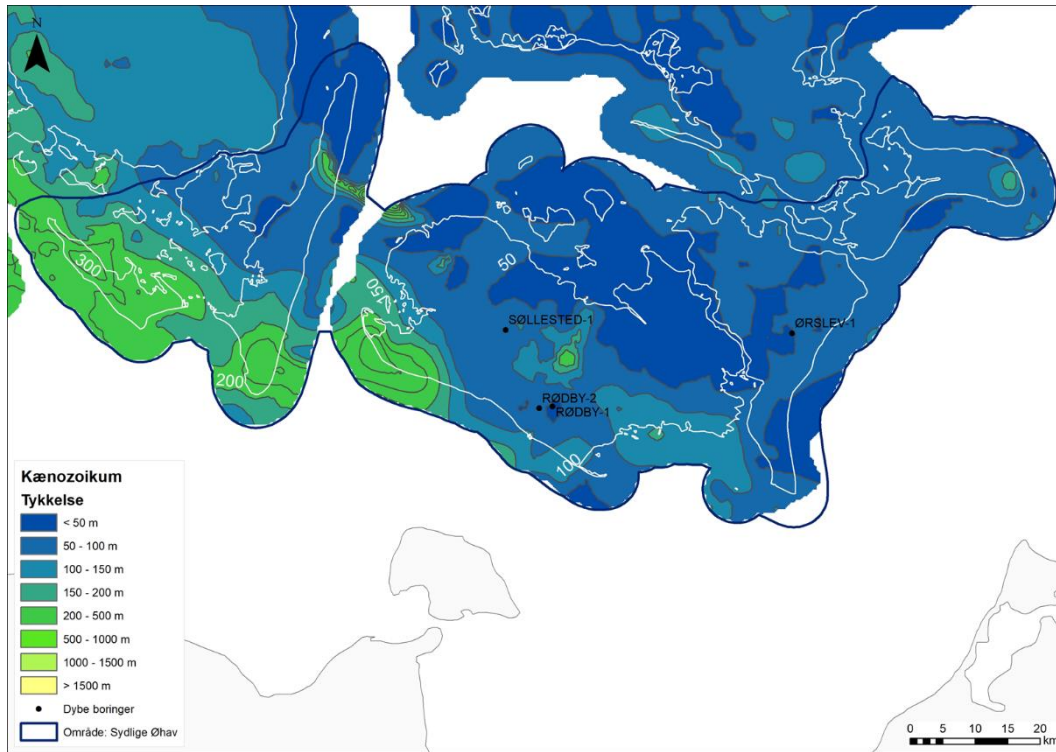 N
300
200
150
50
SØLLESTED-1
ØRSLEV-1
RØDBY-2
RØDBY-1
100
Kænozoikum
Tykkelse
< 50 m
50 - 100 m
100 - 150 m
150 - 200 m
200 - 500 m
500 - 1000 m
1000 - 1500 m
> 1500 m
Dybe boringer
Område: Sydlige Øhav
0 5 10 15 20
km